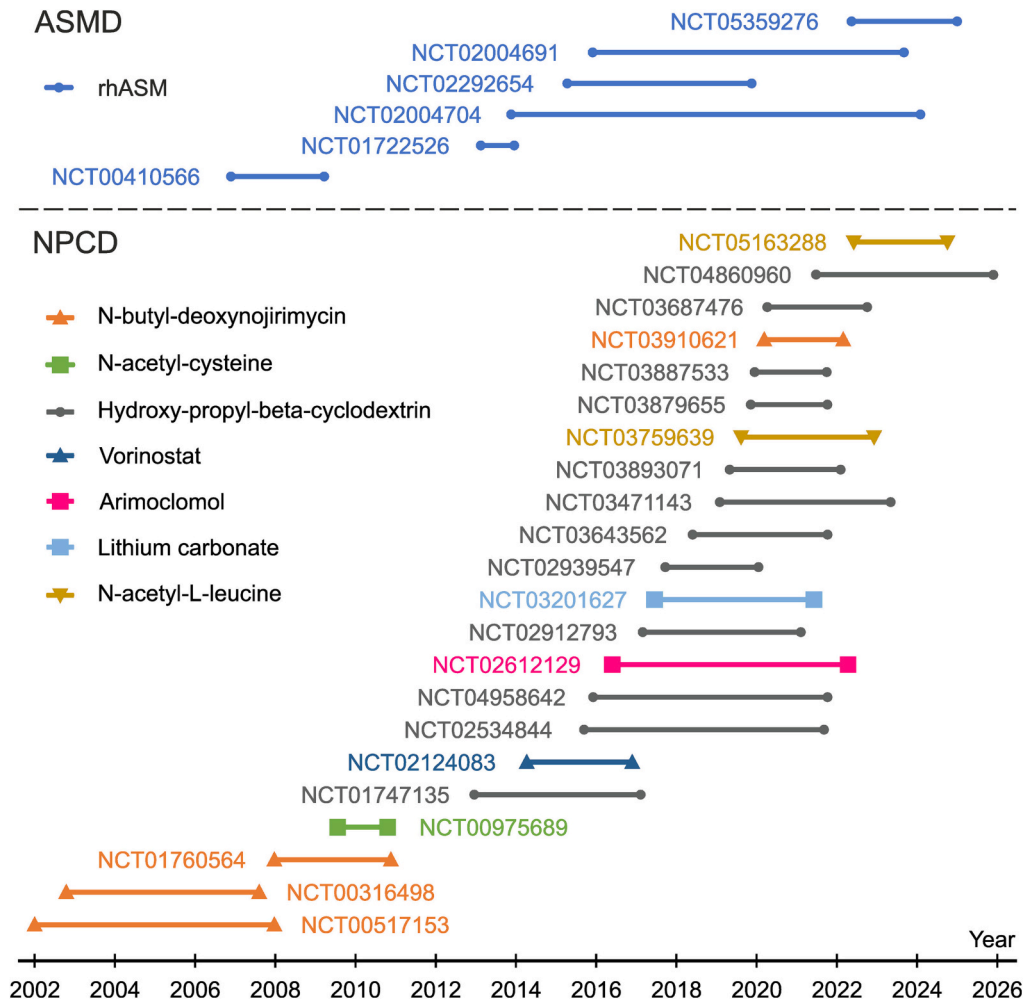 ASMD
rhASM
NCT05359276
NCT02004691
NCT02292654
NCT02004704
NCT01722526
NCT00410566
NPCD
N-butyl-deoxynojirimycin
N-acetyl-cysteine
Hydroxy-propyl-beta-cyclodextrin
Vorinostat
Arimoclomol
Lithium carbonate
N-acetyl-L-leucine
NCT05163288
NCT04860960
NCT03687476
NCT03910621
NCT03887533
NCT03879655
NCT03759639
NCT03893071
NCT03471143
NCT03643562
NCT02939547
NCT03201627
NCT02912793
NCT02612129
NCT04958642
NCT02534844
NCT02124083
NCT01747135
NCT00975689
NCT01760564
NCT00316498
NCT00517153
Year
2002 2004 2006 2008 2010 2012 2014 2016 2018 2020 2022 2024 2026